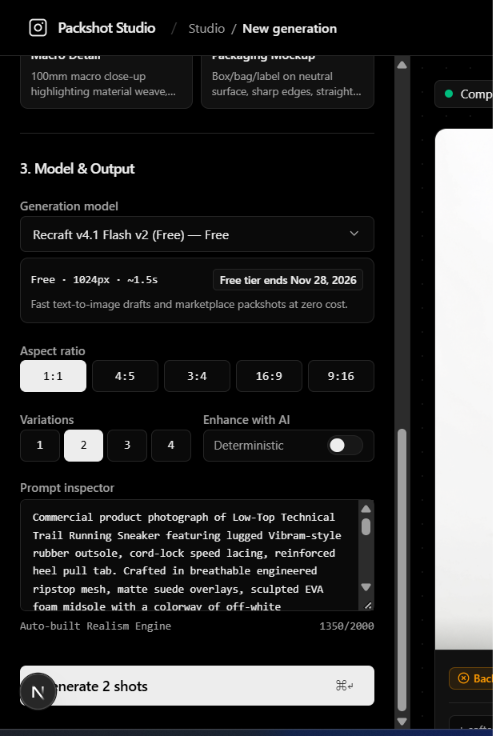 Packshot Studio / Studio / New generation
Comp
Macro Detail
100mm macro close-up
highlighting material weave,...
Packaging Mockup
Box/bag/label on neutral
surface, sharp edges, straight...
3. Model & Output
Generation model
Recraft v4.1 Flash v2 (Free) — Free
Free · 1024px · ~1.5s
Free tier ends Nov 28, 2026
Fast text-to-image drafts and marketplace packshots at zero cost.
Aspect ratio
1:1 4:5 3:4 16:9 9:16
Variations
1 2 3 4
Enhance with AI
Deterministic
Prompt inspector
Commercial product photograph of Low-Top Technical
Trail Running Sneaker featuring lugged Vibram-style
rubber outsole, cord-lock speed lacing, reinforced
heel pull tab. Crafted in breathable engineered
ripstop mesh, matte suede overlays, sculpted EVA
foam midsole with a colorway of off-white
Auto-built Realism Engine 1350/2000
N
enerate 2 shots ⌘↵
Bac